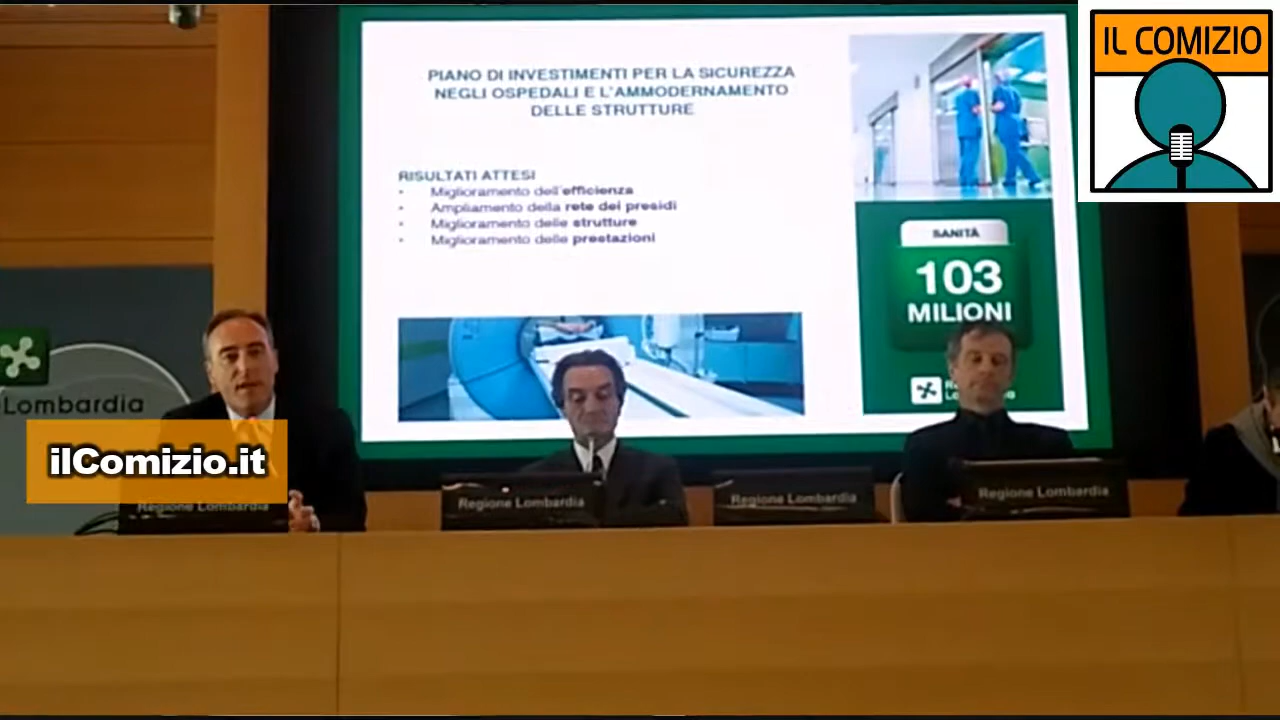 IL COMIZIO
PIANO DI INVESTIMENTI PER LA SICUREZZA
NEGLI OSPEDALI E L'AMMODERNAMENTO
DELLE STRUTTURE
RISULTATI ATTESI
• Miglioramento dell'efficienza
• Ampliamento della rete dei presidi
• Miglioramento delle strutture
• Miglioramento delle prestazioni
SANITÀ
103
MILIONI
Lombardia
ilComizio.it
Regione Lombardia
Regione Lombardia
Regione Lombardia
Regione Lombardia